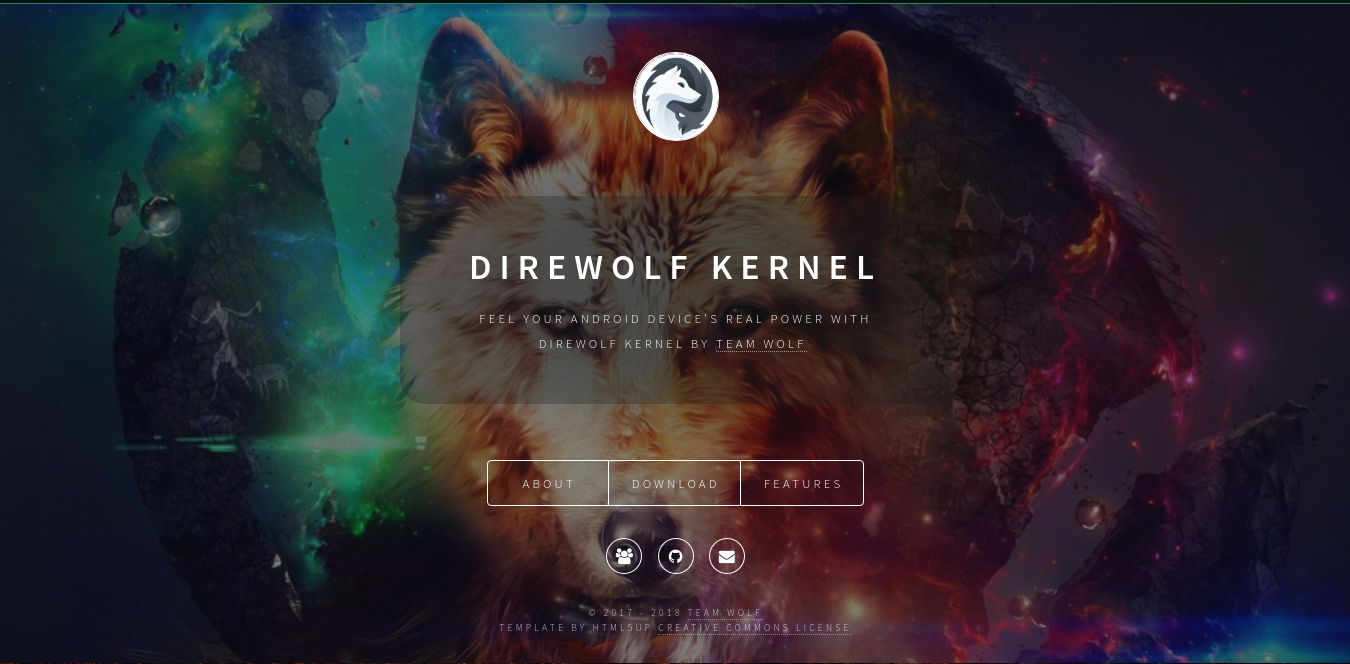 DIREWOLF KERNEL
FEEL YOUR ANDROID DEVICE'S REAL POWER WITH
DIREWOLF KERNEL BY TEAM WOLF
ABOUT DOWNLOAD FEATURES
© 2017 - 2018 TEAM WOLF
TEMPLATE BY HTML5UP CREATIVE COMMONS LICENSE